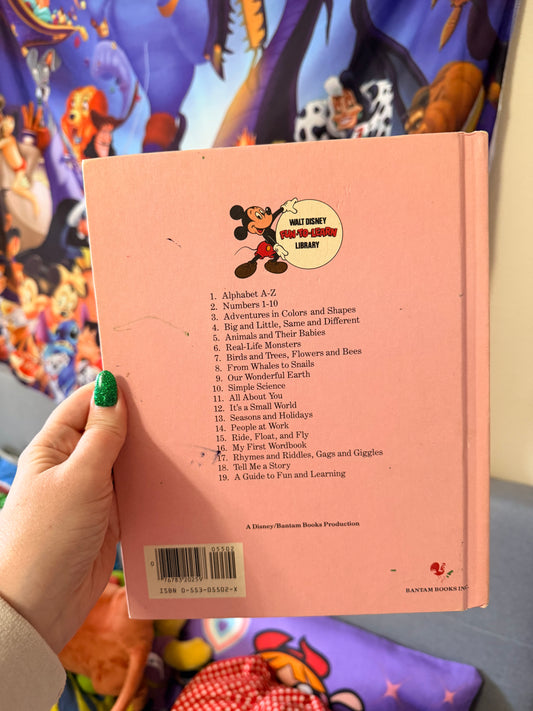 WALT DISNEY
FUN-TO-LEARN
LIBRARY
1. Alphabet A-Z
2. Numbers 1-10
3. Adventures in Colors and Shapes
4. Big and Little, Same and Different
5. Animals and Their Babies
6. Real-Life Monsters
7. Birds and Trees, Flowers and Bees
8. From Whales to Snails
9. Our Wonderful Earth
10. Simple Science
11. All About You
12. It's a Small World
13. Seasons and Holidays
14. People at Work
15. Ride, Float, and Fly
16. My First Wordbook
17. Rhymes and Riddles, Gags and Giggles
18. Tell Me a Story
19. A Guide to Fun and Learning
A Disney/Bantam Books Production
05502
0
76783 20259
ISBN 0-553-05502-X
BANTAM BOOKS INC